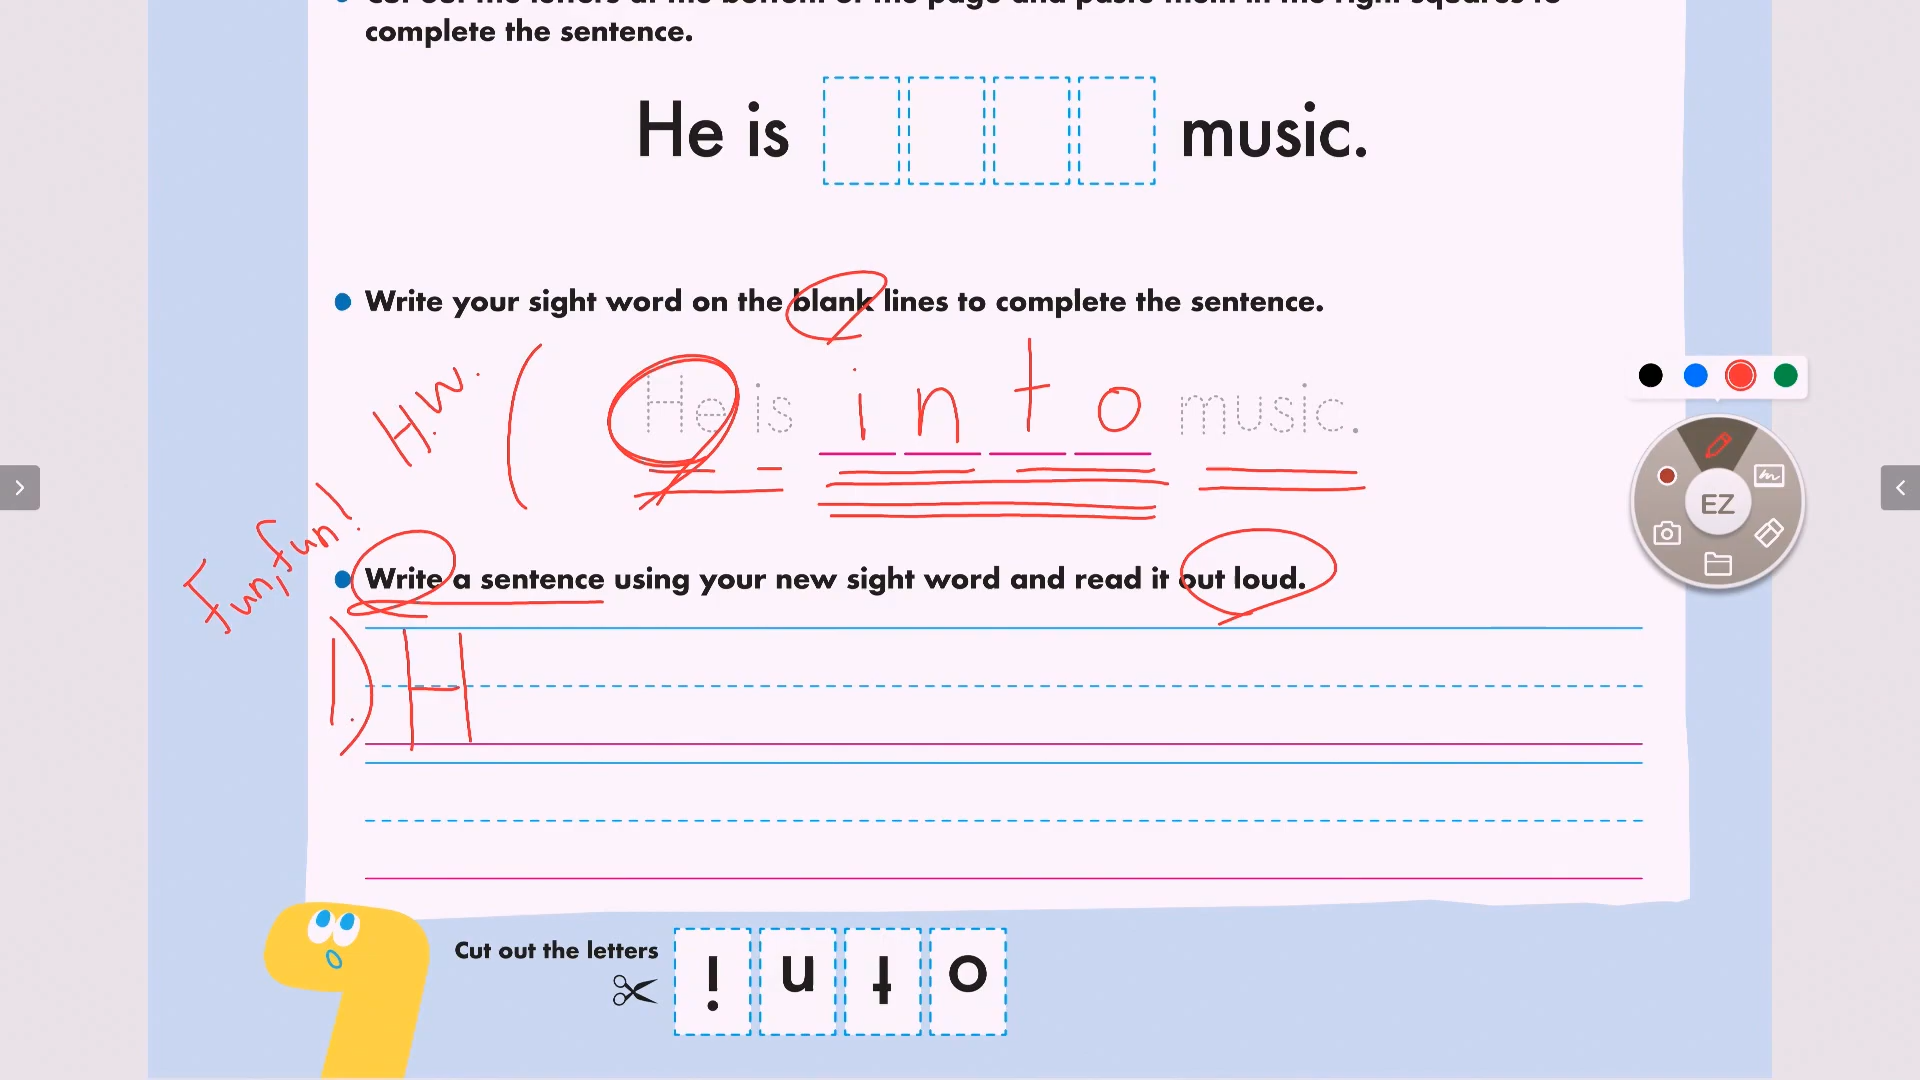 complete the sentence.
He is music.
Write your sight word on the blank lines to complete the sentence.
H.W. ( He is into music.
Fun, fun!
Write a sentence using your new sight word and read it out loud.
1.) H
Cut out the letters
i n t o
EZ